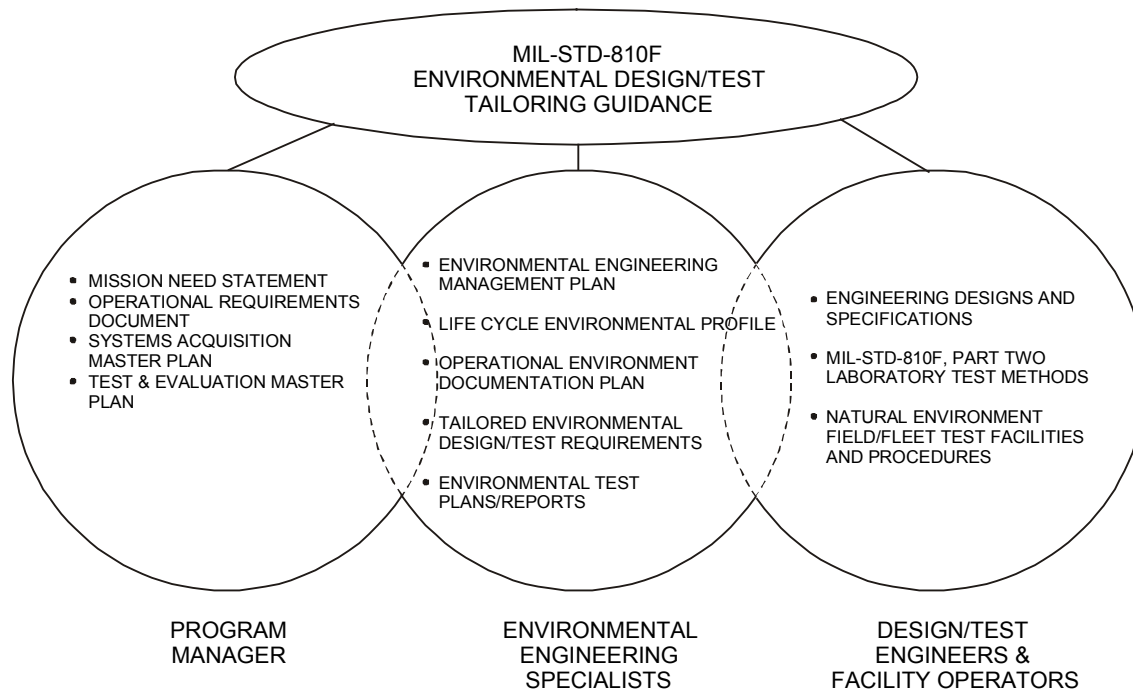 MIL-STD-810F
ENVIRONMENTAL DESIGN/TEST
TAILORING GUIDANCE
• MISSION NEED STATEMENT
• OPERATIONAL REQUIREMENTS
DOCUMENT
• SYSTEMS ACQUISITION
MASTER PLAN
• TEST & EVALUATION MASTER
PLAN
• ENVIRONMENTAL ENGINEERING
MANAGEMENT PLAN
• LIFE CYCLE ENVIRONMENTAL PROFILE
• OPERATIONAL ENVIRONMENT
DOCUMENTATION PLAN
• TAILORED ENVIRONMENTAL
DESIGN/TEST REQUIREMENTS
• ENVIRONMENTAL TEST
PLANS/REPORTS
• ENGINEERING DESIGNS AND
SPECIFICATIONS
• MIL-STD-810F, PART TWO
LABORATORY TEST METHODS
• NATURAL ENVIRONMENT
FIELD/FLEET TEST FACILITIES
AND PROCEDURES
PROGRAM
MANAGER
ENVIRONMENTAL
ENGINEERING
SPECIALISTS
DESIGN/TEST
ENGINEERS &
FACILITY OPERATORS